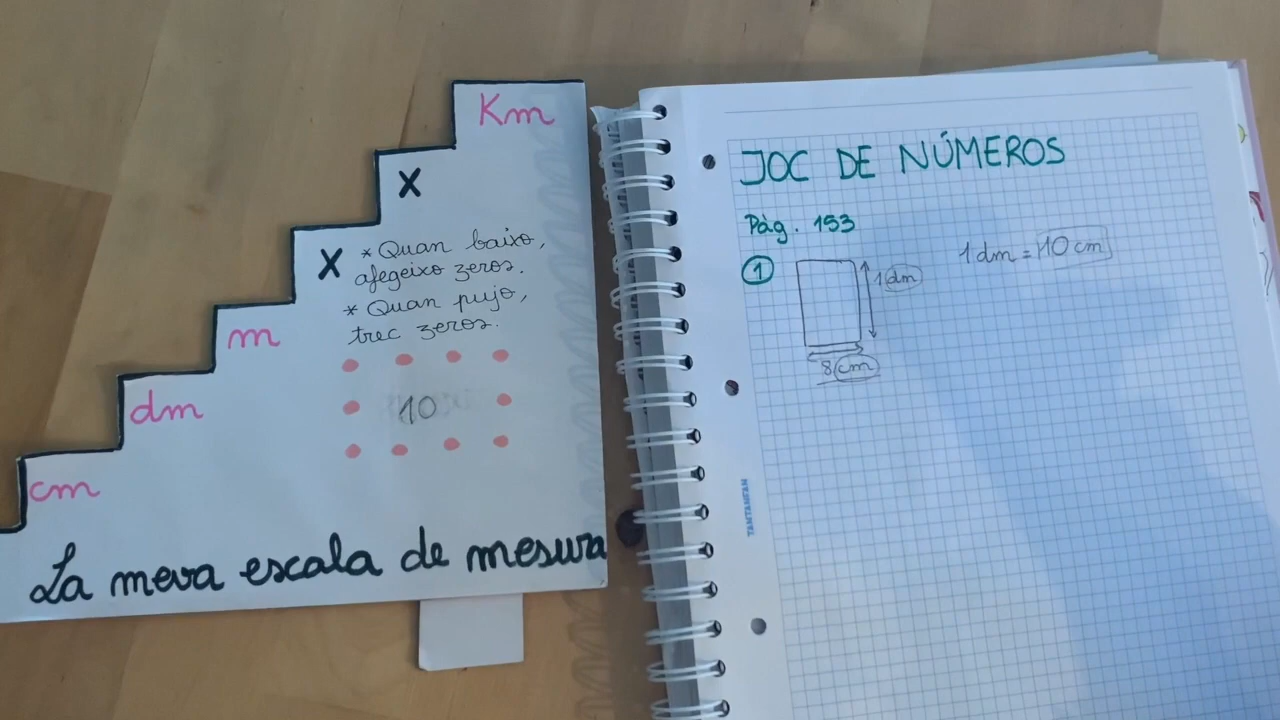 Km
X
X
* Quan baixo,
afegeixo zeros.
* Quan pujo,
trec zeros.
m
dm
10
cm
La meva escala de mesura
JOC DE NÚMEROS
Pàg. 153
1
1 dm
8 cm
1 dm = 10 cm
TANTANFAN